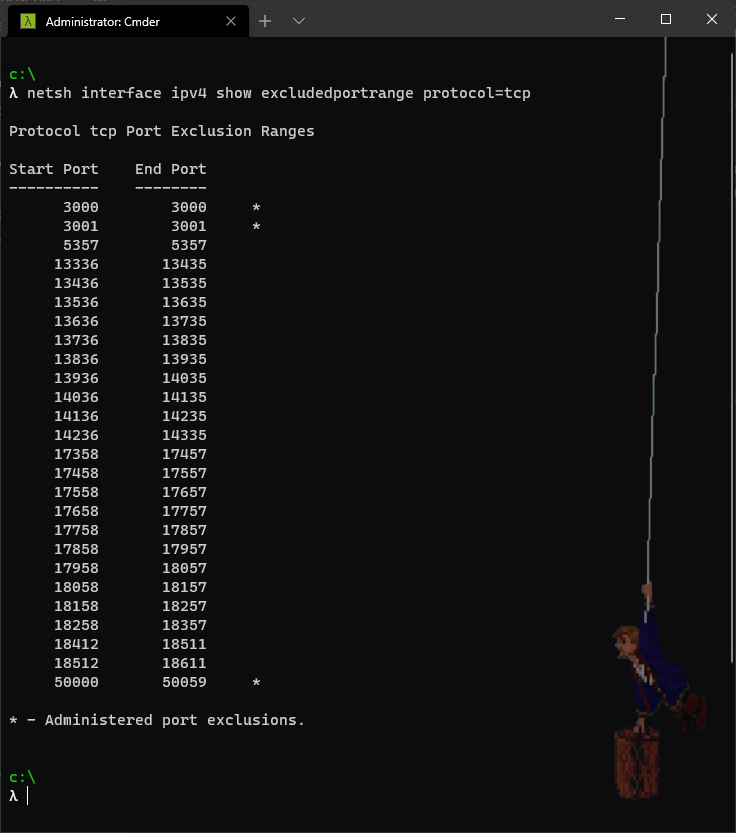 Administrator: Cmder
c:\
λ netsh interface ipv4 show excludedportrange protocol=tcp
Protocol tcp Port Exclusion Ranges
Start Port    End Port
----------    --------
      3000        3000     *
      3001        3001     *
      5357        5357
     13336       13435
     13436       13535
     13536       13635
     13636       13735
     13736       13835
     13836       13935
     13936       14035
     14036       14135
     14136       14235
     14236       14335
     17358       17457
     17458       17557
     17558       17657
     17658       17757
     17758       17857
     17858       17957
     17958       18057
     18058       18157
     18158       18257
     18258       18357
     18412       18511
     18512       18611
     50000       50059     *
* - Administered port exclusions.
c:\
λ